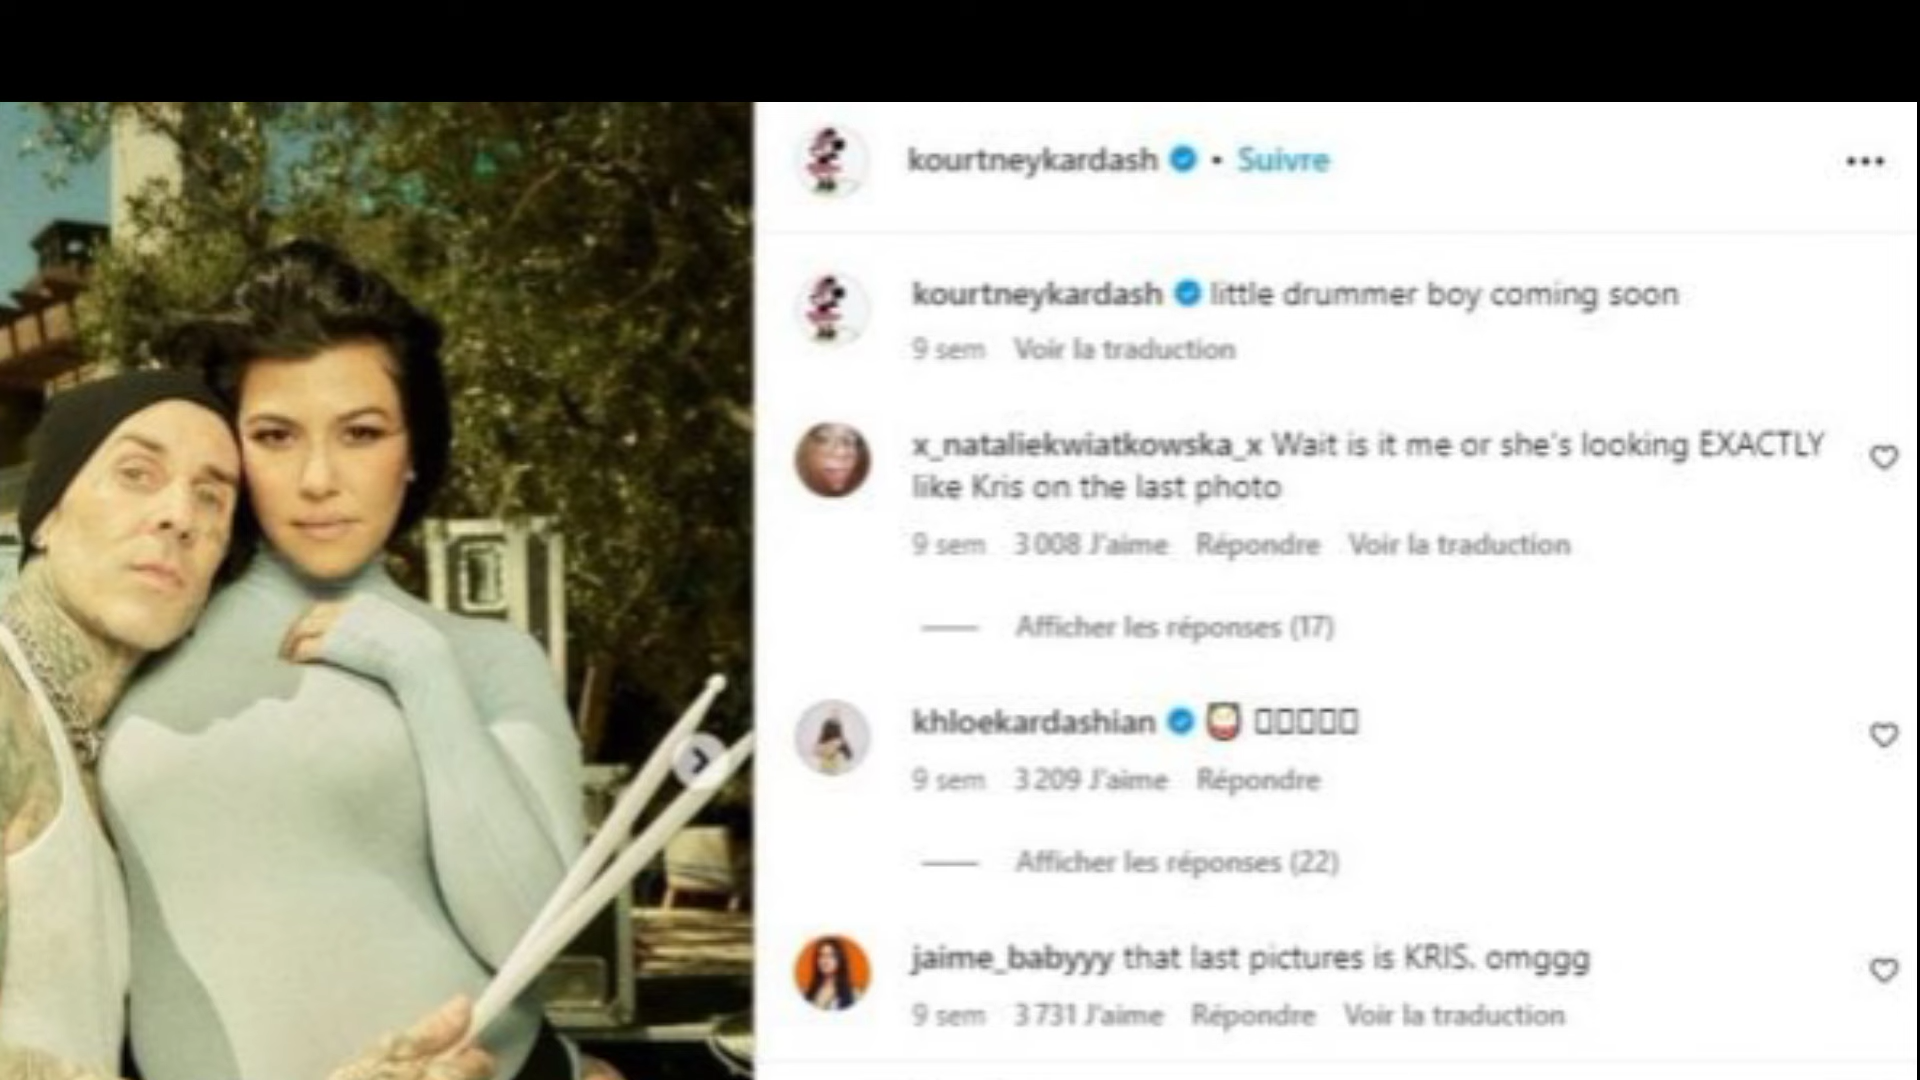 kourtneykardash • Suivre
kourtneykardash little drummer boy coming soon
9 sem Voir la traduction
x_nataliekwiatkowska_x Wait is it me or she's looking EXACTLY
like Kris on the last photo
9 sem 3 008 J'aime Répondre Voir la traduction
Afficher les réponses (17)
khloekardashian
9 sem 3 209 J'aime Répondre
Afficher les réponses (22)
jaime_babyyy that last pictures is KRIS. omggg
9 sem 3 731 J'aime Répondre Voir la traduction